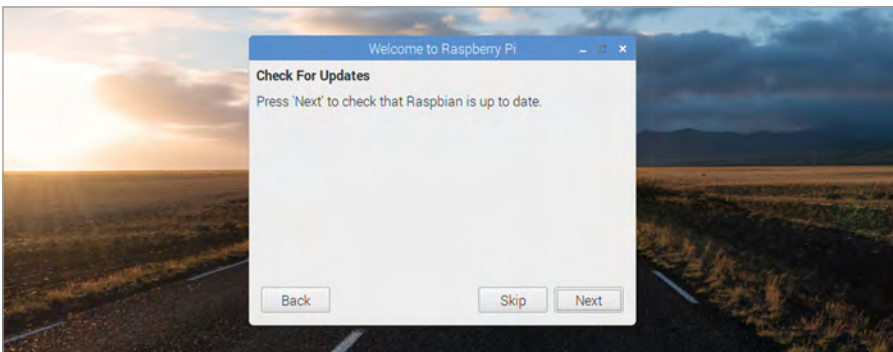 Welcome to Raspberry Pi
Check For Updates
Press 'Next' to check that Raspbian is up to date.
Back
Skip
Next